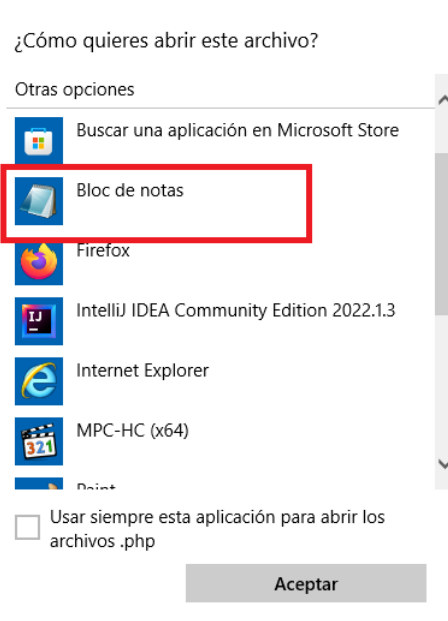 ¿Cómo quieres abrir este archivo?
Otras opciones
Buscar una aplicación en Microsoft Store
Bloc de notas
Firefox
IntelliJ IDEA Community Edition 2022.1.3
Internet Explorer
MPC-HC (x64)
Paint
Usar siempre esta aplicación para abrir los
archivos .php
Aceptar